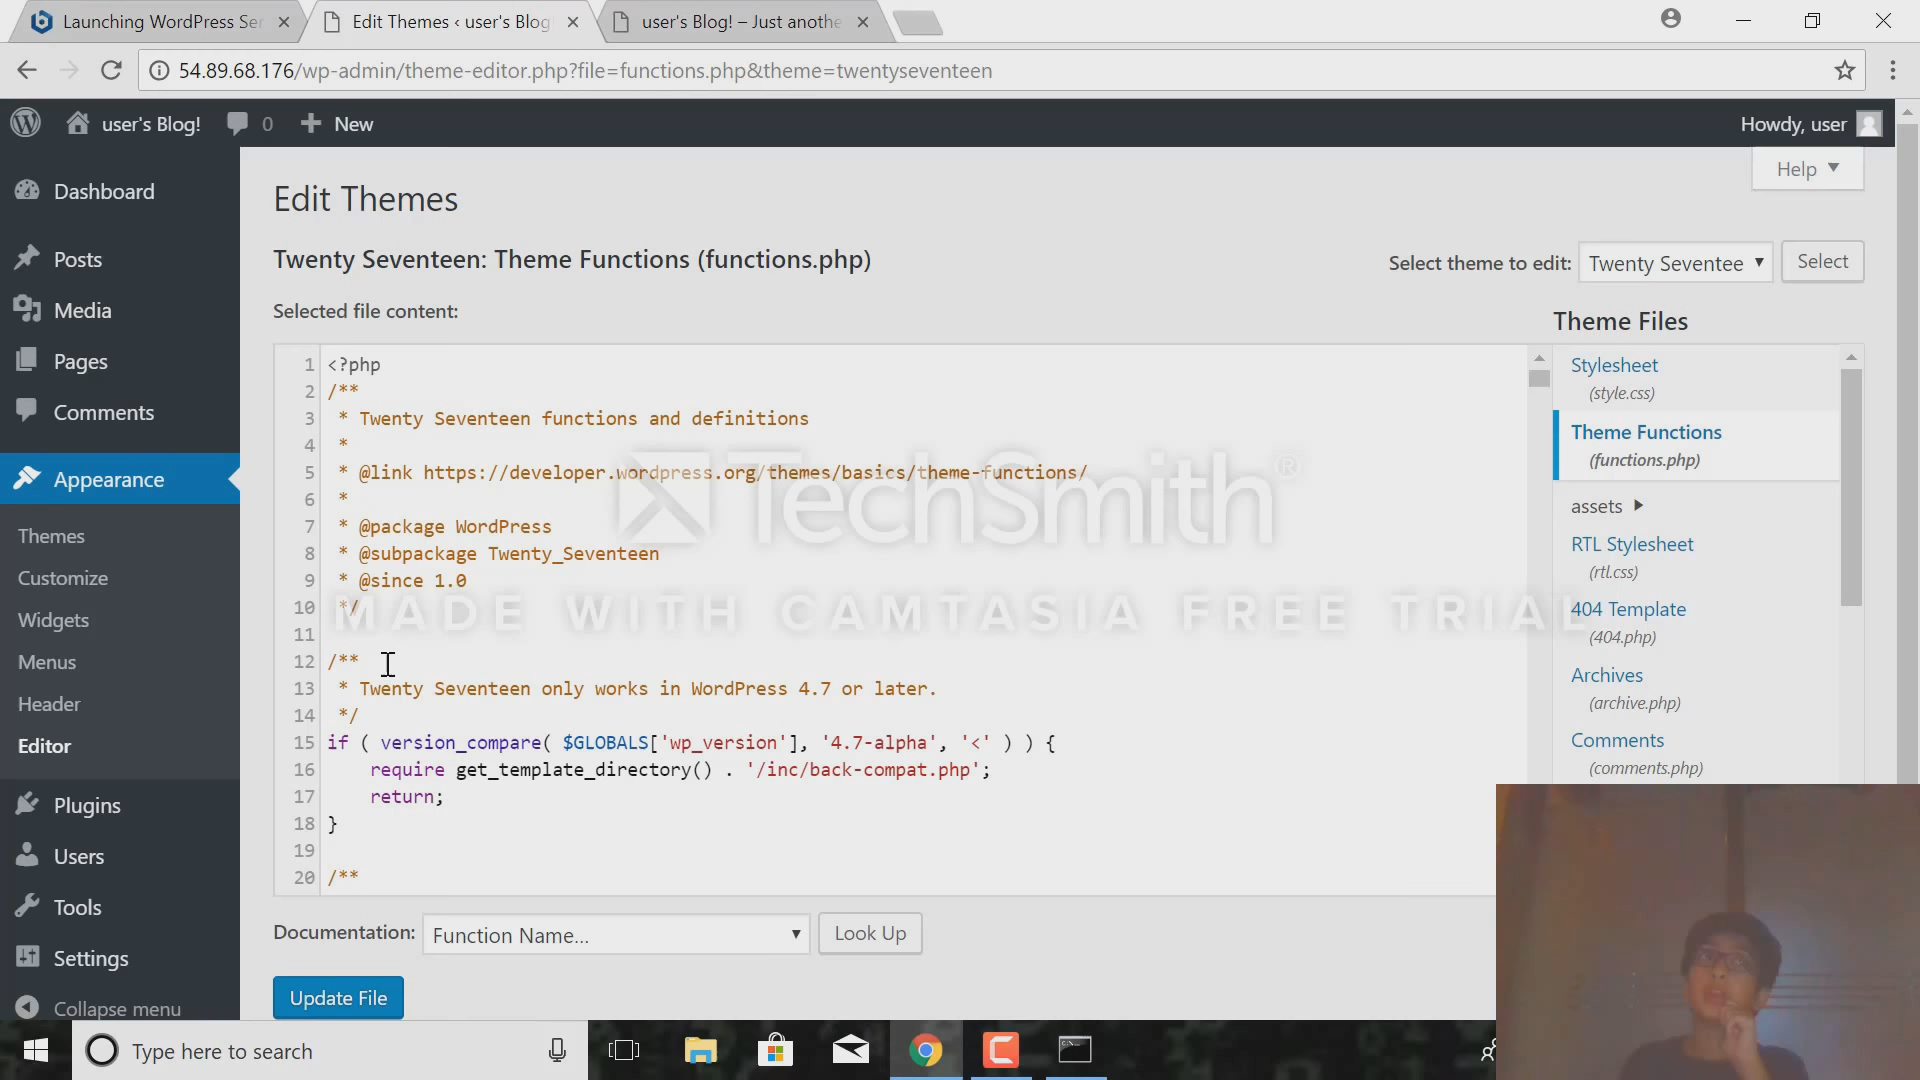 Launching WordPress Ser
Edit Themes ‹ user's Blog
user's Blog! – Just anothe
54.89.68.176/wp-admin/theme-editor.php?file=functions.php&theme=twentyseventeen
user's Blog!
0
New
Howdy, user
Help
Dashboard
Posts
Media
Pages
Comments
Appearance
Themes
Customize
Widgets
Menus
Header
Editor
Plugins
Users
Tools
Settings
Collapse menu
Edit Themes
Twenty Seventeen: Theme Functions (functions.php)
Select theme to edit: Twenty Seventee Select
Selected file content:
1 <?php
2 /**
3 * Twenty Seventeen functions and definitions
4 *
5 * @link https://developer.wordpress.org/themes/basics/theme-functions/
6 *
7 * @package WordPress
8 * @subpackage Twenty_Seventeen
9 * @since 1.0
10 */
11
12 /**
13 * Twenty Seventeen only works in WordPress 4.7 or later.
14 */
15 if ( version_compare( $GLOBALS['wp_version'], '4.7-alpha', '<' ) ) {
16 require get_template_directory() . '/inc/back-compat.php';
17 return;
18 }
19
20 /**
TechSmith®
MADE WITH CAMTASIA FREE TRIAL
Theme Files
Stylesheet
(style.css)
Theme Functions
(functions.php)
assets
RTL Stylesheet
(rtl.css)
404 Template
(404.php)
Archives
(archive.php)
Comments
(comments.php)
Documentation: Function Name... Look Up
Update File
Type here to search